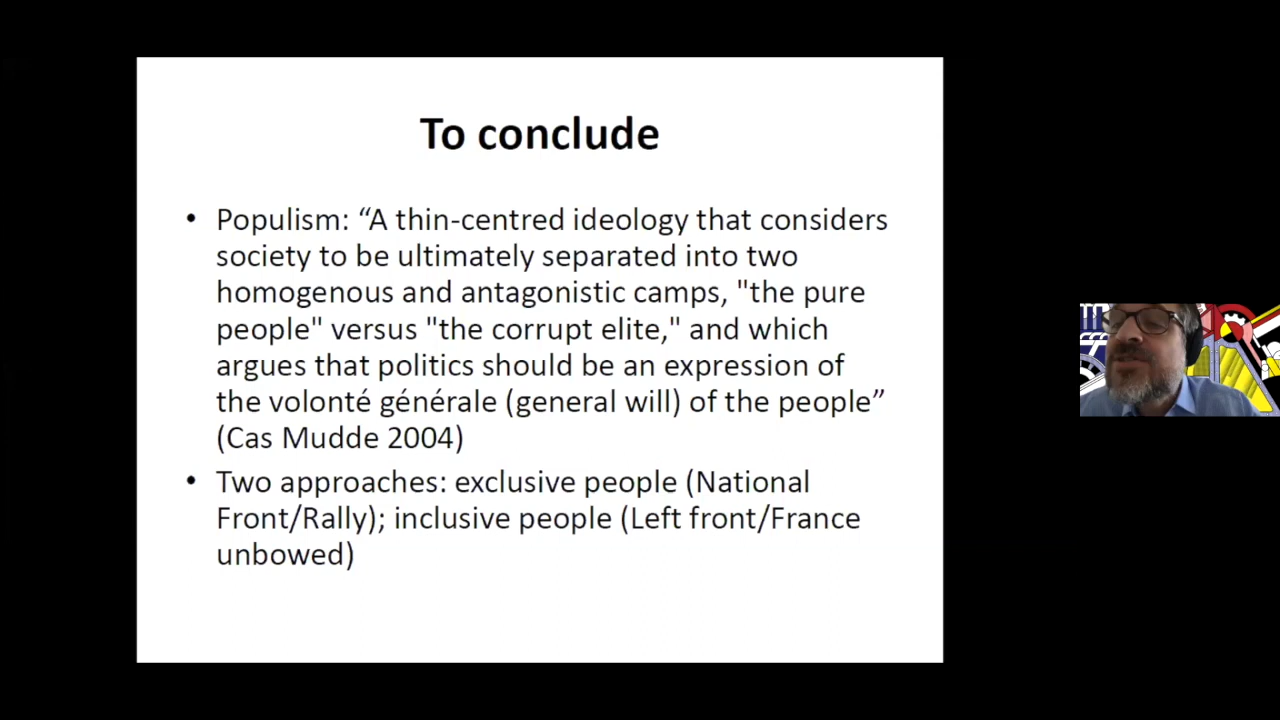 To conclude
• Populism: “A thin-centred ideology that considers
society to be ultimately separated into two
homogenous and antagonistic camps, "the pure
people" versus "the corrupt elite," and which
argues that politics should be an expression of
the volonté générale (general will) of the people”
(Cas Mudde 2004)
• Two approaches: exclusive people (National
Front/Rally); inclusive people (Left front/France
unbowed)